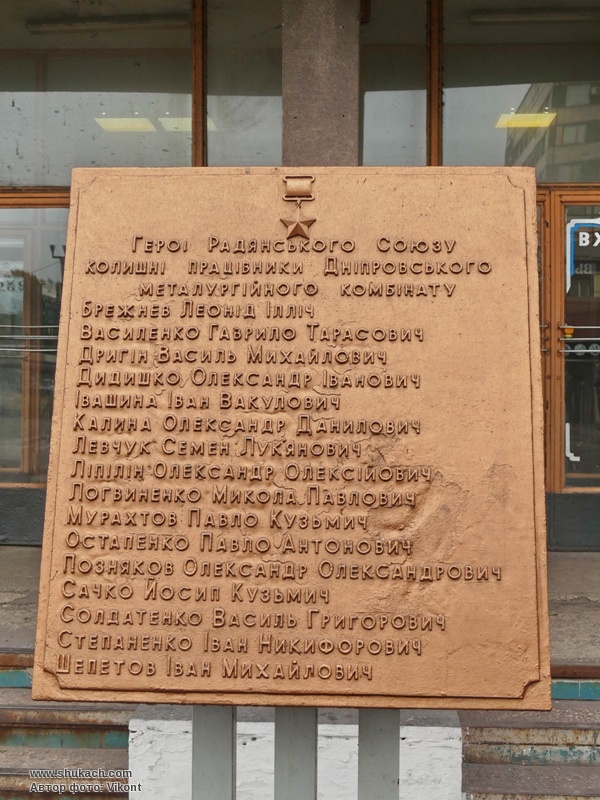 Герої Радянського Союзу
колишні працівники Дніпровського
металургійного комбінату
Брежнев Леонід Ілліч
Василенко Гаврило Тарасович
Дригін Василь Михайлович
Дидишко Олександр Іванович
Івашина Іван Вакулович
Калина Олександр Данилович
Левчук Семен Лук'янович
Ліпілін Олександр Олексійович
Логвиненко Микола Павлович
Мурахтов Павло Кузьмич
Остапенко Павло Антонович
Позняков Олександр Олександрович
Сачко Йосип Кузьмич
Солдатенко Василь Григорович
Степаненко Іван Никифорович
Шепетов Іван Михайлович
www.shukach.com
Автор фото: Vikont